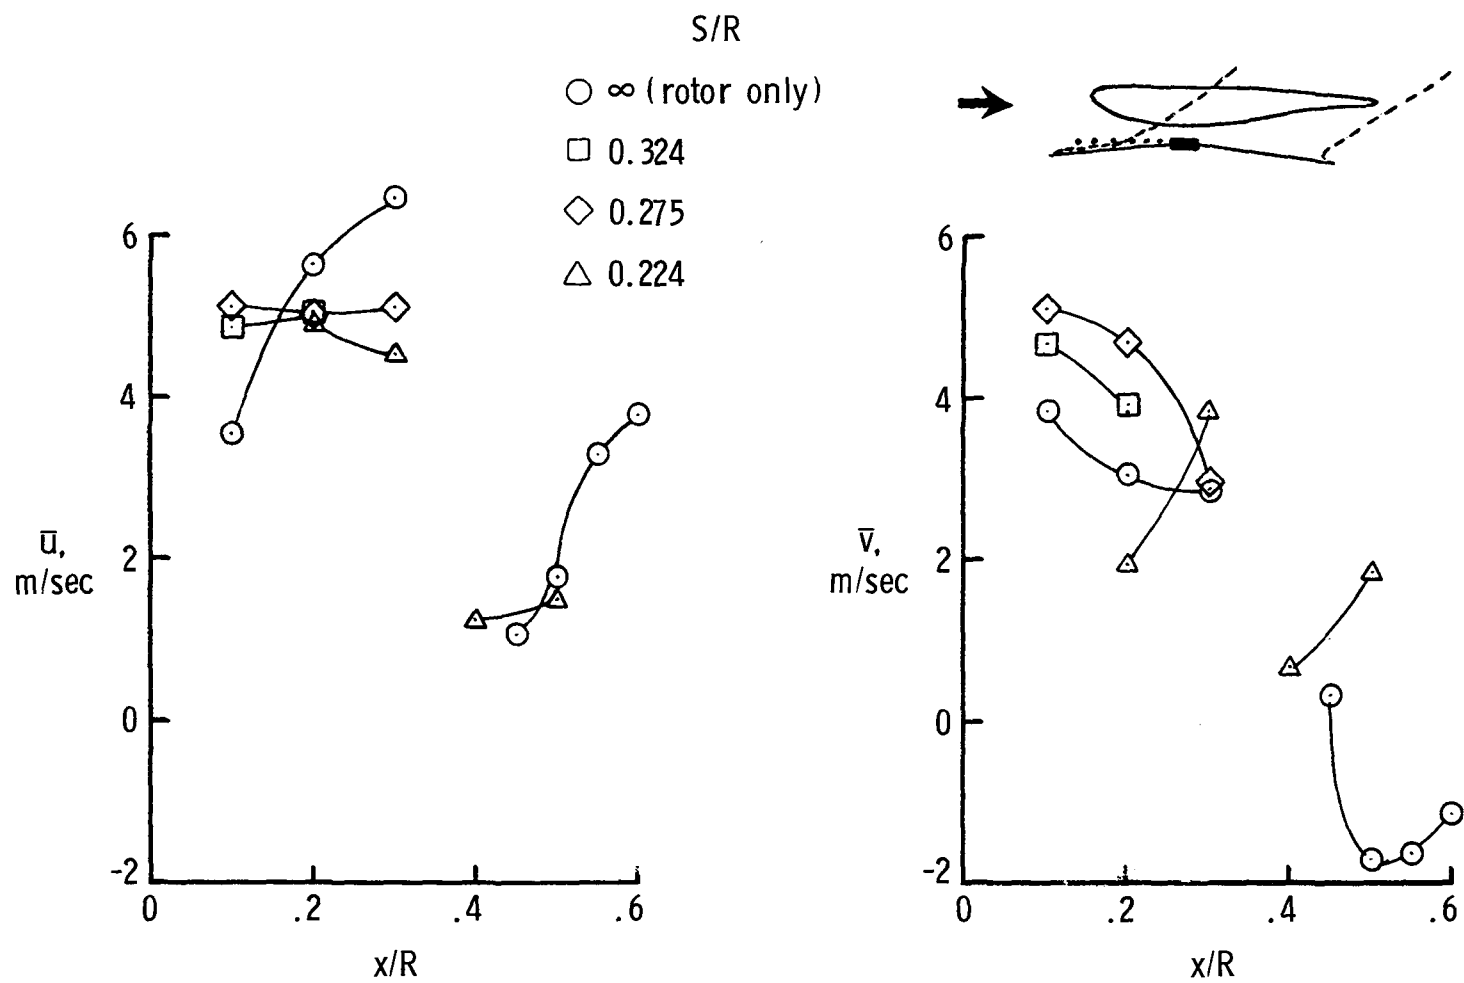 S/R
∞ (rotor only)
0.324
0.275
0.224
6
4
2
0
-2
u̅,
m/sec
0
.2
.4
.6
x/R
6
4
2
0
-2
v̅,
m/sec
0
.2
.4
.6
x/R